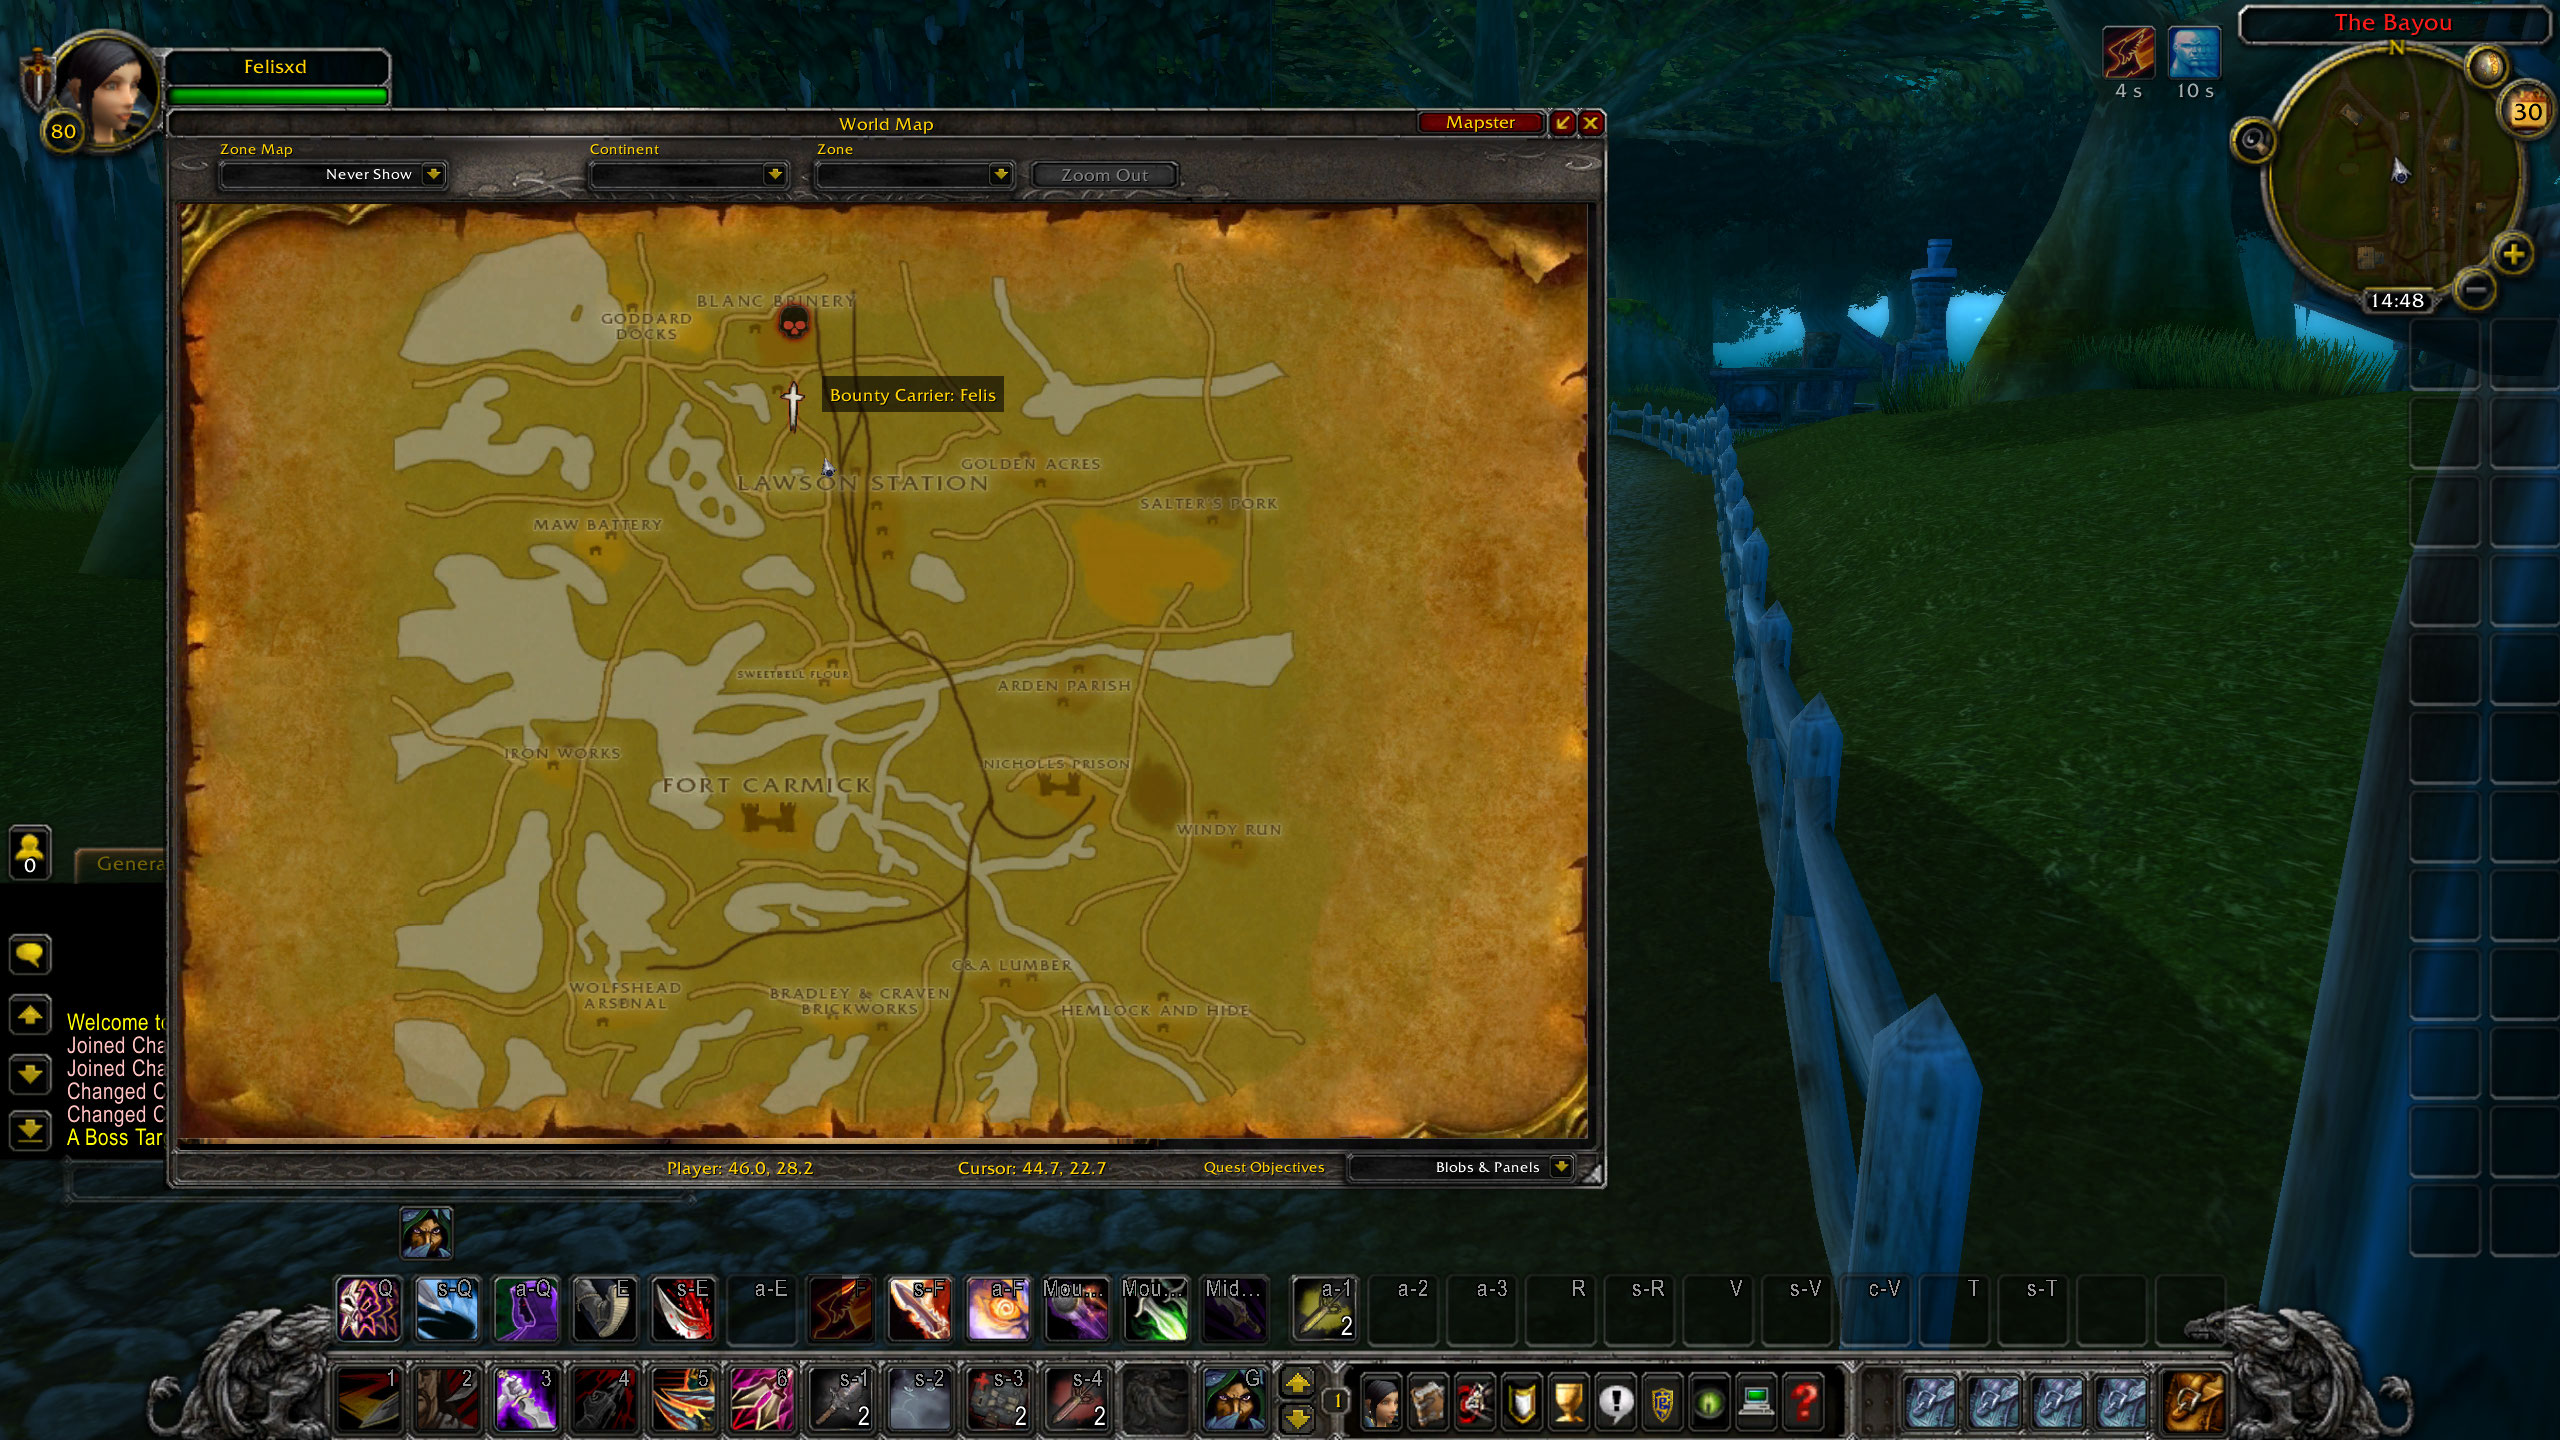 The Bayou
N
Felisxd
80
4 s
10 s
30
14:48
World Map
Mapster
Zone Map
Continent
Zone
Never Show
Zoom Out
BLANC BRINERY
GODDARD
DOCKS
Bounty Carrier: Felis
LAWSON STATION
GOLDEN ACRES
SALTER'S PORK
MAW BATTERY
SWEETBELL FLOUR
ARDEN PARISH
IRON WORKS
NICHOLLS PRISON
FORT CARMICK
WINDY RUN
C&A LUMBER
WOLFSHEAD
ARSENAL
BRADLEY & CRAVEN
BRICKWORKS
HEMLOCK AND HIDE
0
Genera
Welcome to
Joined Cha
Joined Cha
Changed C
Changed C
A Boss Tar
Player: 46.0, 28.2
Cursor: 44.7, 22.7
Quest Objectives
Blobs & Panels
Q
s-Q
a-Q
E
s-E
a-E
F
s-F
a-F
Mou...
Mou...
Mid...
a-1
2
a-2
a-3
R
s-R
V
s-V
c-V
T
s-T
1
2
3
4
5
6
s-1
2
s-2
s-3
2
s-4
2
G
1